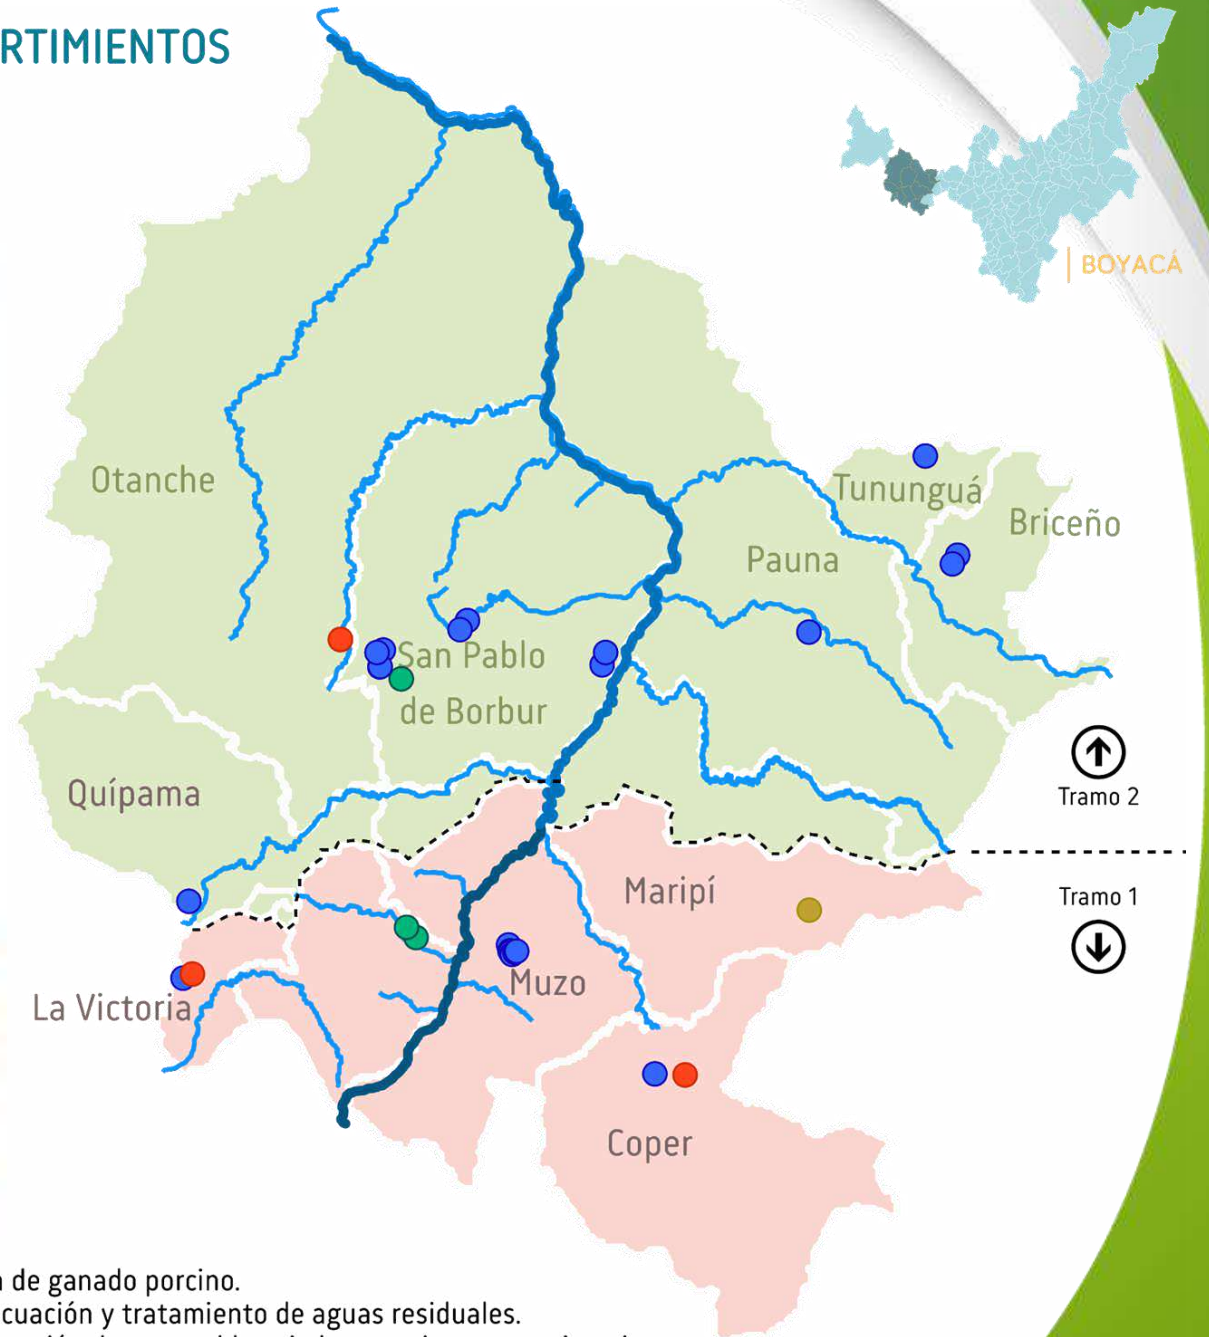 RTIMIENTOS
| BOYACÁ
Otanche
Tununguá
Briceño
Pauna
San Pablo
de Borbur
Quípama
Tramo 2
Maripí
Tramo 1
Muzo
La Victoria
Coper
de ganado porcino.
cuación y tratamiento de aguas residuales.